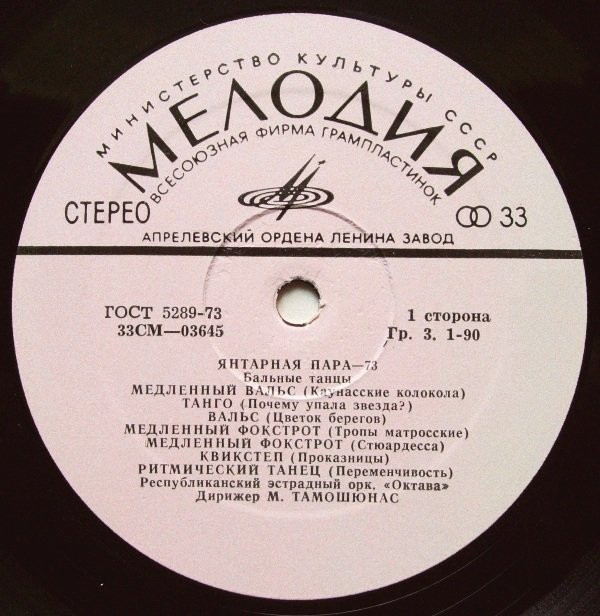 МИНИСТЕРСТВО КУЛЬТУРЫ СССР
МЕЛОДИЯ
ВСЕСОЮЗНАЯ ФИРМА ГРАМПЛАСТИНОК
СТЕРЕО
33
АПРЕЛЕВСКИЙ ОРДЕНА ЛЕНИНА ЗАВОД
ГОСТ 5289-73
33СМ—03645
1 сторона
Гр. 3. 1-90
ЯНТАРНАЯ ПАРА—73
Бальные танцы
МЕДЛЕННЫЙ ВАЛЬС (Каунасские колокола)
ТАНГО (Почему упала звезда?)
ВАЛЬС (Цветок берегов)
МЕДЛЕННЫЙ ФОКСТРОТ (Тропы матросские)
МЕДЛЕННЫЙ ФОКСТРОТ (Стюардесса)
КВИКСТЕП (Проказницы)
РИТМИЧЕСКИЙ ТАНЕЦ (Переменчивость)
Республиканский эстрадный орк. «Октава»
Дирижер М. ТАМОШЮНАС